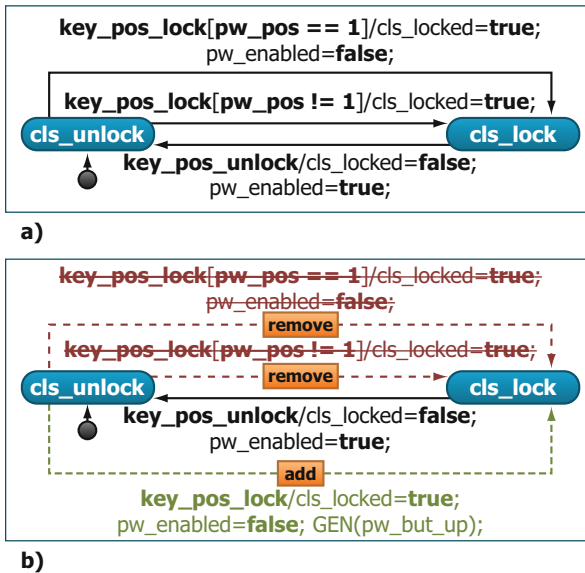 key_pos_lock[pw_pos == 1]/cls_locked=true;
pw_enabled=false;
key_pos_lock[pw_pos != 1]/cls_locked=true;
cls_unlock
cls_lock
key_pos_unlock/cls_locked=false;
pw_enabled=true;
a)
key_pos_lock[pw_pos == 1]/cls_locked=true;
pw_enabled=false;
remove
key_pos_lock[pw_pos != 1]/cls_locked=true;
remove
cls_unlock
cls_lock
key_pos_unlock/cls_locked=false;
pw_enabled=true;
add
key_pos_lock/cls_locked=true;
pw_enabled=false; GEN(pw_but_up);
b)